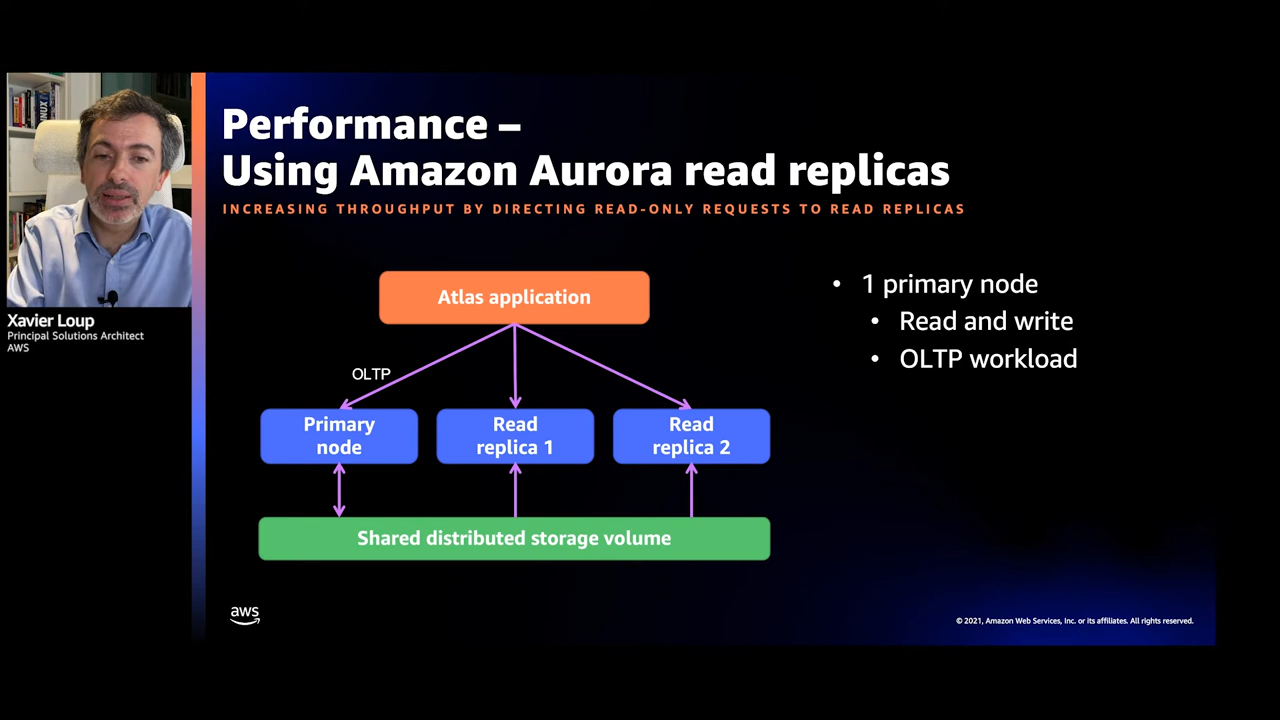 Performance –
Using Amazon Aurora read replicas
INCREASING THROUGHPUT BY DIRECTING READ-ONLY REQUESTS TO READ REPLICAS
Xavier Loup
Principal Solutions Architect
AWS
Atlas application
OLTP
Primary
node
Read
replica 1
Read
replica 2
Shared distributed storage volume
• 1 primary node
• Read and write
• OLTP workload
aws
© 2021, Amazon Web Services, Inc. or its affiliates. All rights reserved.